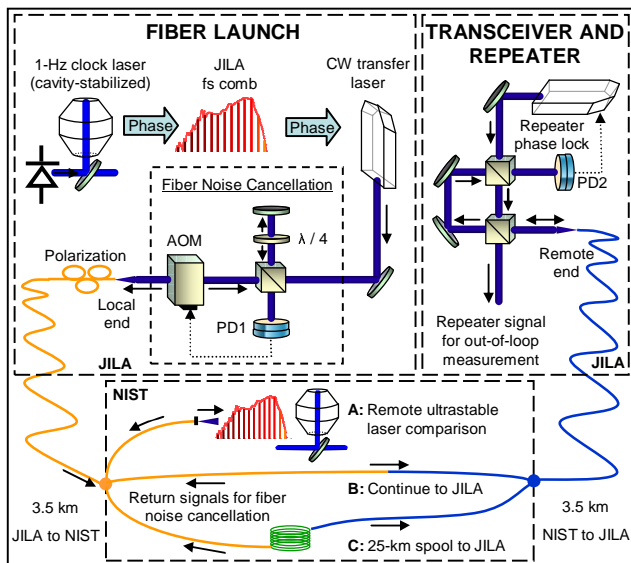 FIBER LAUNCH
1-Hz clock laser
(cavity-stabilized)
Phase
JILA
fs comb
Phase
CW transfer
laser
Fiber Noise Cancellation
λ / 4
AOM
PD1
Polarization
Local
end
JILA
TRANSCEIVER AND
REPEATER
Repeater
phase lock
PD2
Remote
end
Repeater signal
for out-of-loop
measurement
JILA
NIST
A: Remote ultrastable
laser comparison
B: Continue to JILA
Return signals for fiber
noise cancellation
C: 25-km spool to JILA
3.5 km
JILA to NIST
3.5 km
NIST to JILA